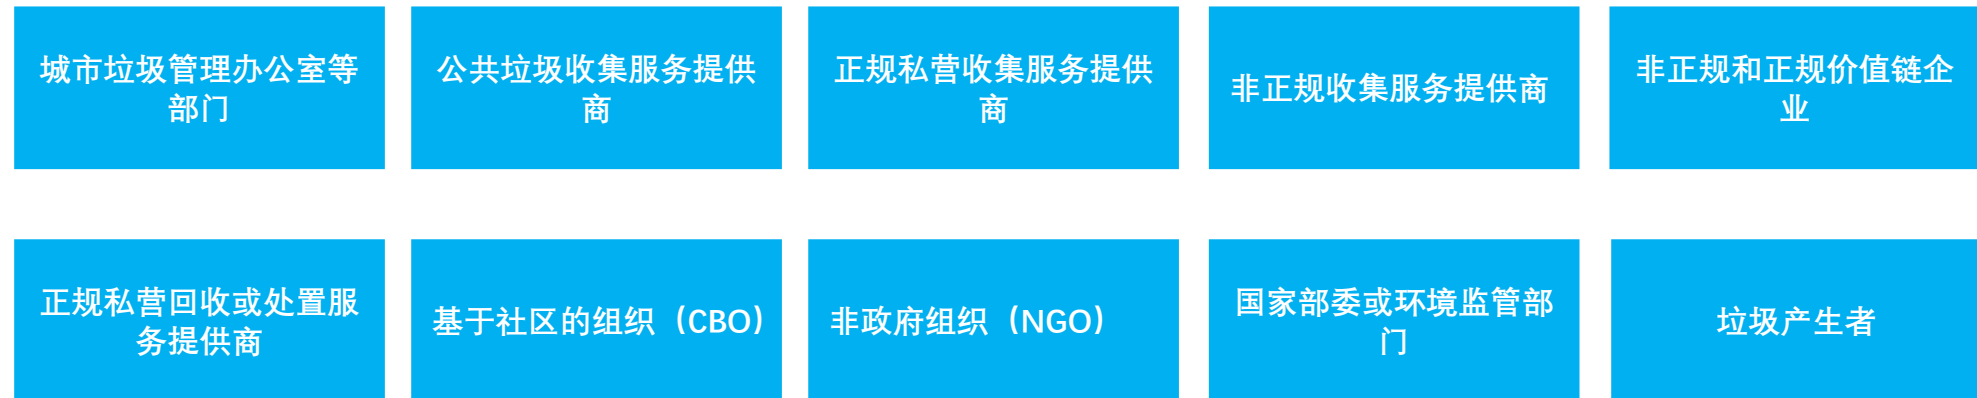 城市垃圾管理办公室等
部门
公共垃圾收集服务提供
商
正规私营收集服务提供
商
非正规收集服务提供商
非正规和正规价值链企
业
正规私营回收或处置服
务提供商
基于社区的组织（CBO）
非政府组织（NGO）
国家部委或环境监管部
门
垃圾产生者